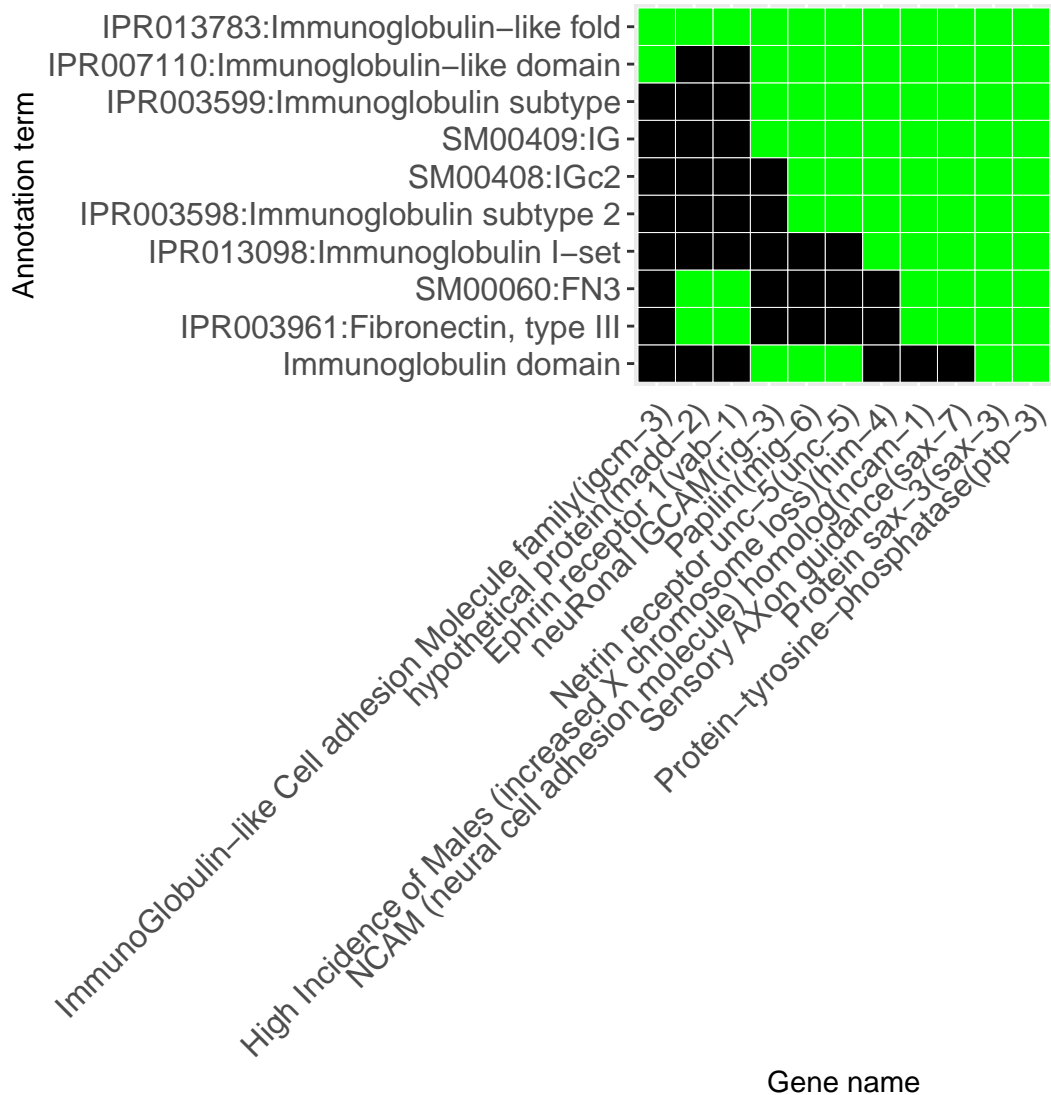 IPR013783:Immunoglobulin−like fold
IPR007110:Immunoglobulin−like domain
IPR003599:Immunoglobulin subtype
SM00409:IG
SM00408:IGc2
IPR003598:Immunoglobulin subtype 2
IPR013098:Immunoglobulin I−set
SM00060:FN3
IPR003961:Fibronectin, type III
Immunoglobulin domain
Annotation term
ImmunoGlobulin−like Cell adhesion Molecule family(igcm−3)
hypothetical protein(madd−2)
Ephrin receptor 1(vab−1)
neuRonal IGCAM(rig−3)
Papilin(mig−6)
Netrin receptor unc−5(unc−5)
High Incidence of Males (increased X chromosome loss)(him−4)
NCAM (neural cell adhesion molecule) homolog(ncam−1)
Sensory AXon guidance(sax−7)
Protein sax−3(sax−3)
Protein−tyrosine−phosphatase(ptp−3)
Gene name